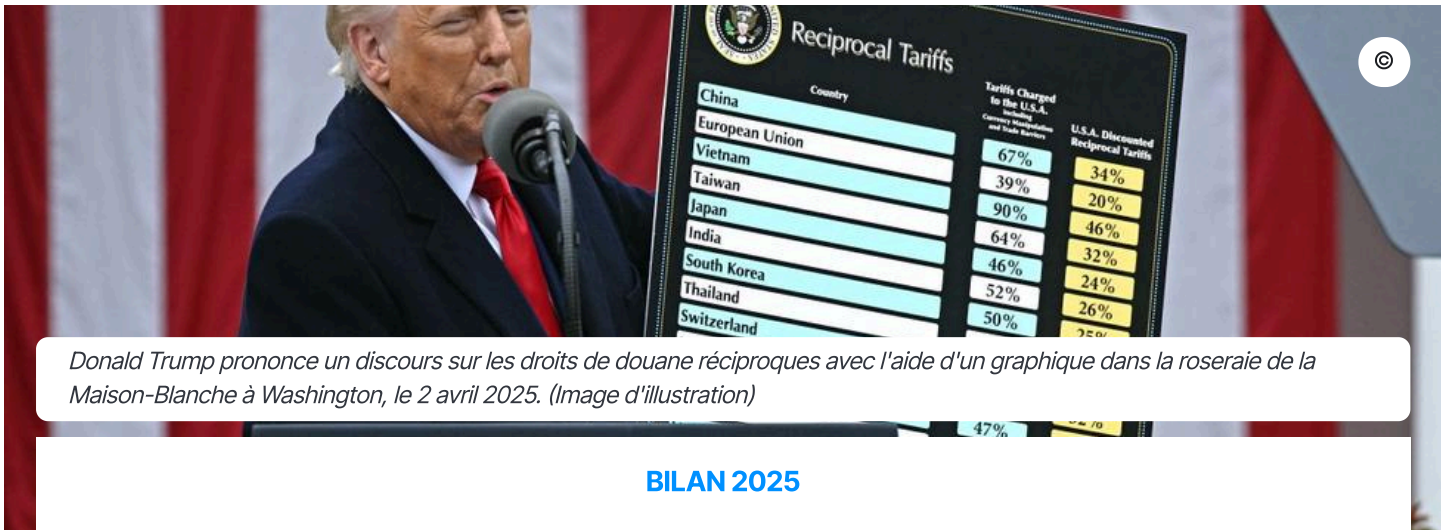 Reciprocal Tariffs
©
Country
Tariffs Charged
to the U.S.A.
Including
Currency Manipulation
and Trade Barriers
U.S.A. Discounted
Reciprocal Tariffs
China 67% 34%
European Union 39% 20%
Vietnam 90% 46%
Taiwan 64% 32%
Japan 46% 24%
India 52% 26%
South Korea 50% 25%
Thailand
Switzerland
Donald Trump prononce un discours sur les droits de douane réciproques avec l'aide d'un graphique dans la roseraie de la
Maison-Blanche à Washington, le 2 avril 2025. (Image d'illustration)
47%
BILAN 2025